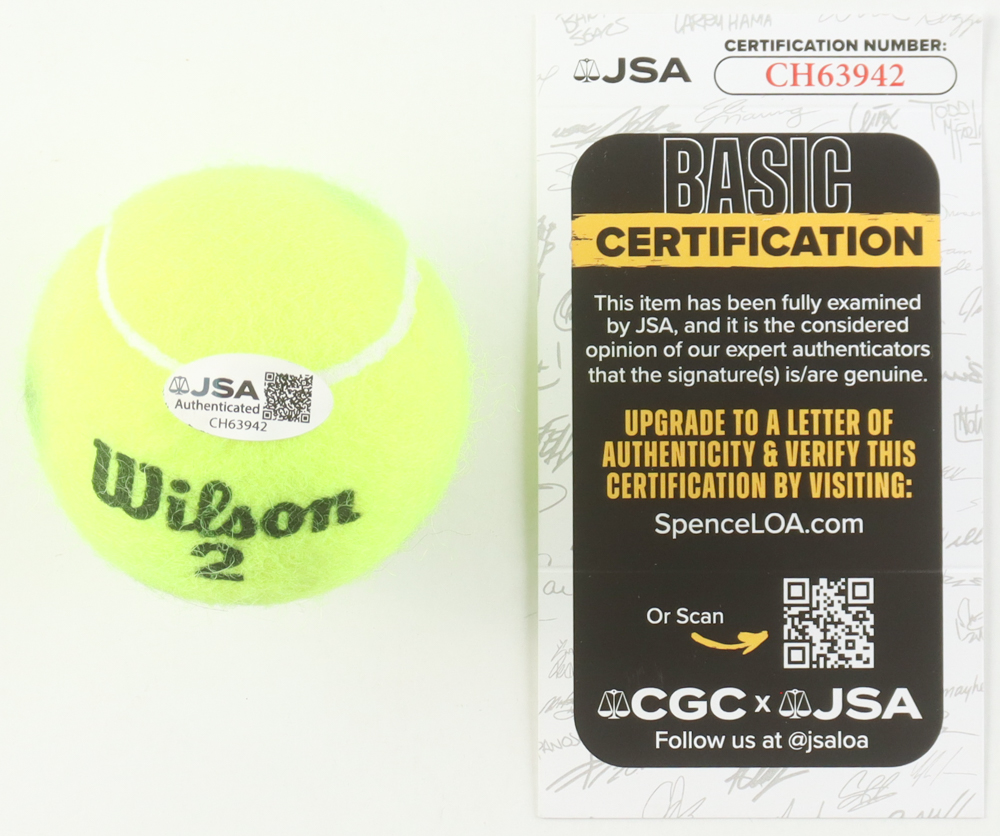 JSA
Authenticated
CH63942
Wilson
2
LARRY HAMA
JSA
CERTIFICATION NUMBER:
CH63942
BASIC
CERTIFICATION
This item has been fully examined
by JSA, and it is the considered
opinion of our expert authenticators
that the signature(s) is/are genuine.
UPGRADE TO A LETTER OF
AUTHENTICITY & VERIFY THIS
CERTIFICATION BY VISITING:
SpenceLOA.com
Or Scan
CGC x JSA
Follow us at @jsaloa